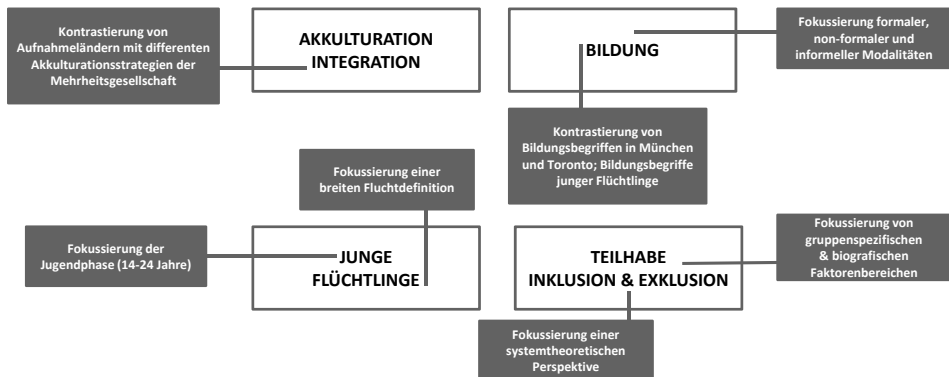 Kontrastierung von
Aufnahmeländern mit differenten
Akkulturationsstrategien der
Mehrheitsgesellschaft
AKKULTURATION
INTEGRATION
BILDUNG
Fokussierung formaler,
non-formaler und
informeller Modalitäten
Kontrastierung von
Bildungsbegriffen in München
und Toronto; Bildungsbegriffe
junger Flüchtlinge
Fokussierung einer
breiten Fluchtdefinition
Fokussierung der
Jugendphase (14-24 Jahre)
JUNGE
FLÜCHTLINGE
TEILHABE
INKLUSION & EXKLUSION
Fokussierung von
gruppenspezifischen
& biografischen
Faktorenbereichen
Fokussierung einer
systemtheoretischen
Perspektive